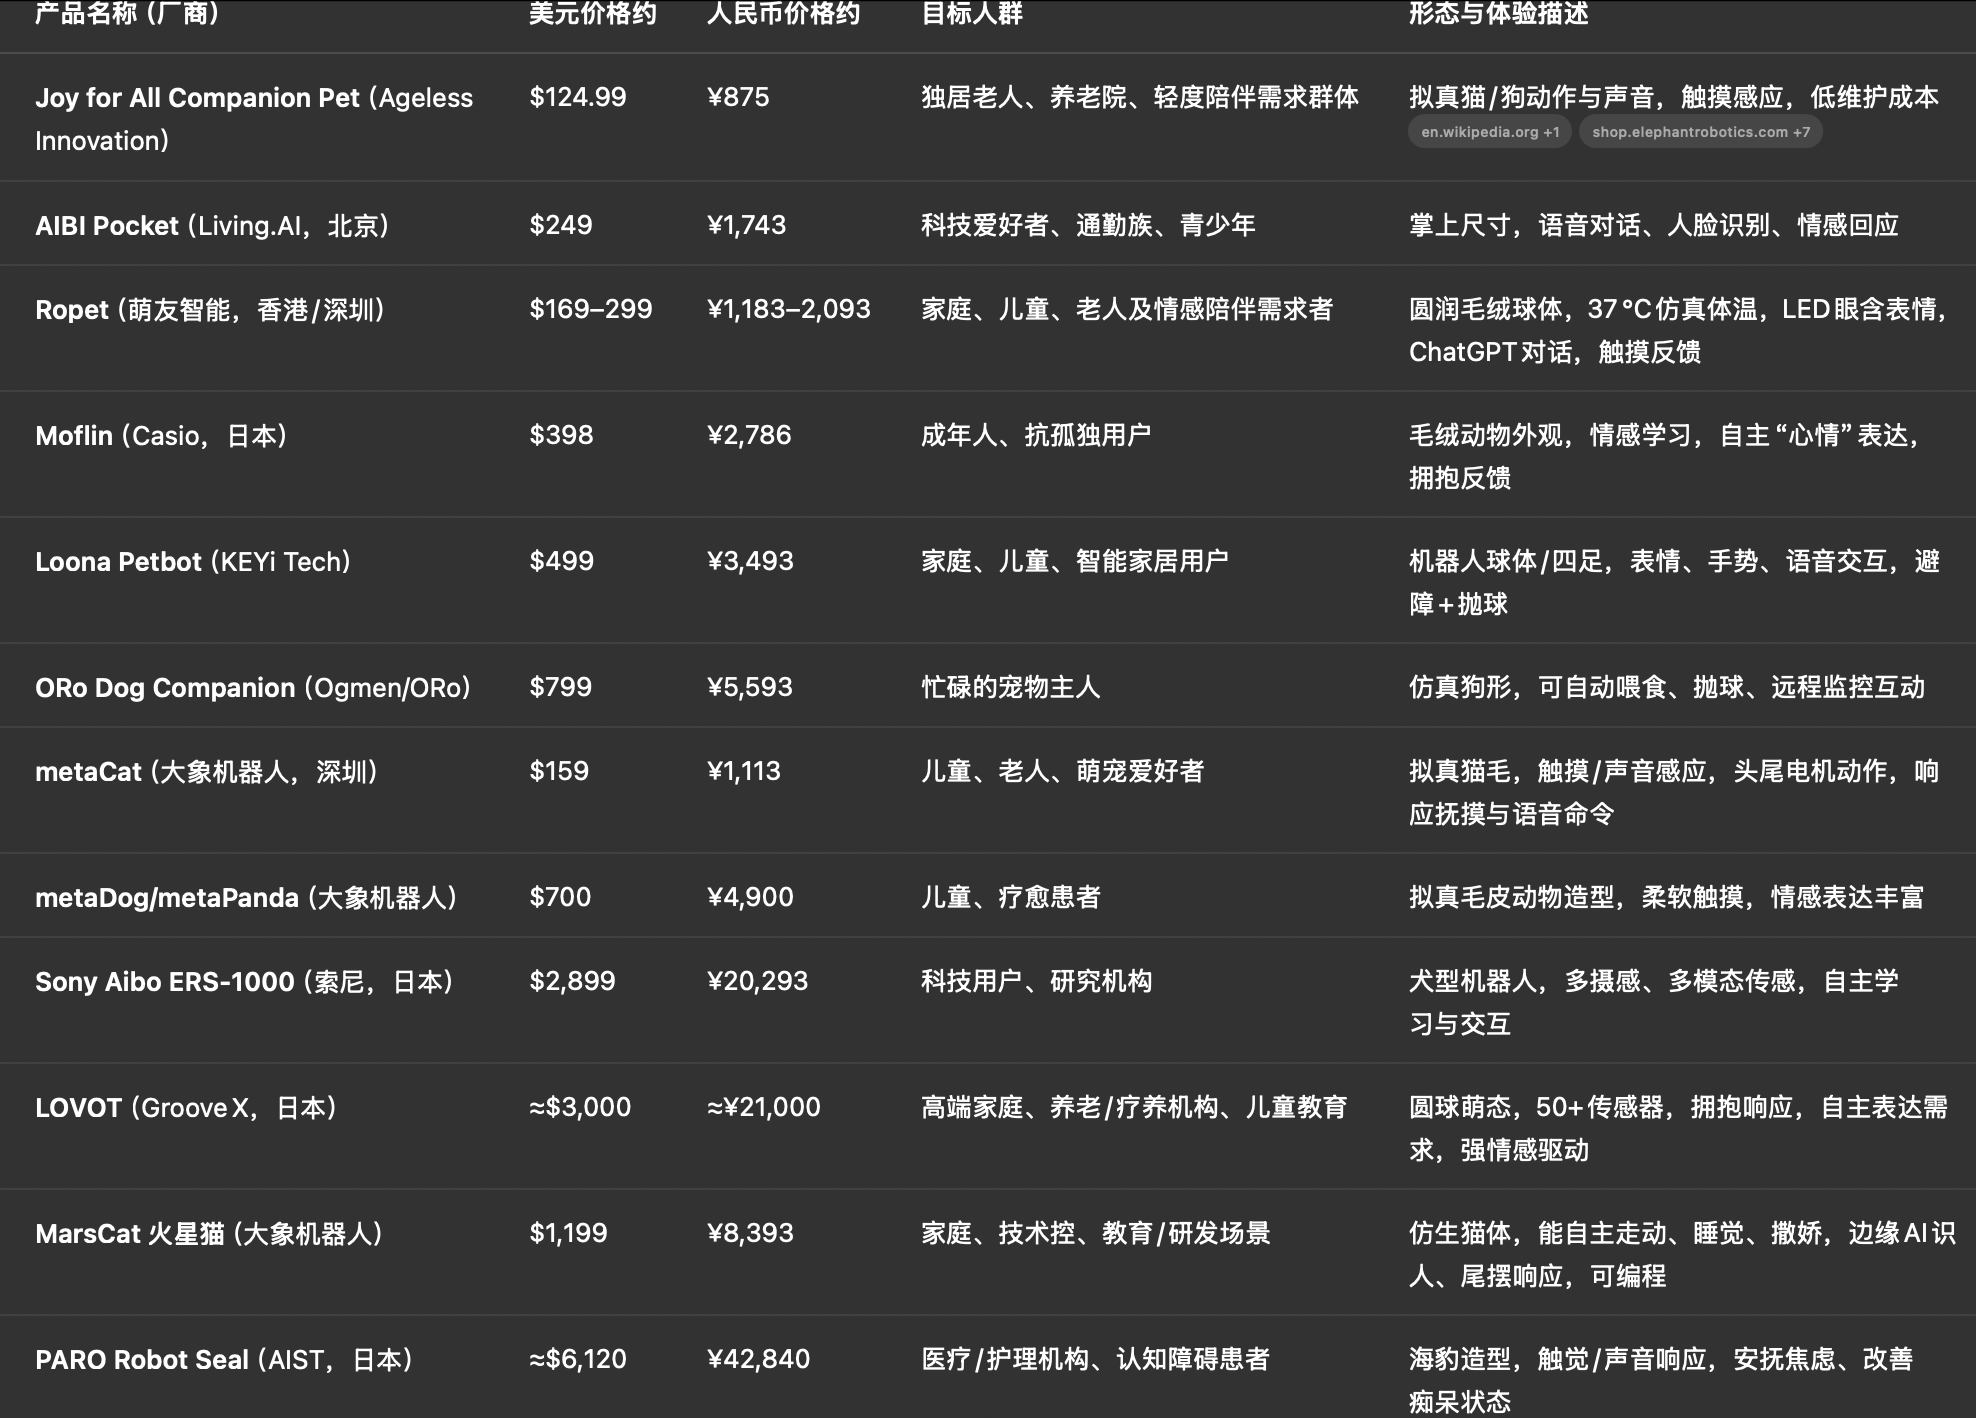 产品名称（厂商） 美元价格约 人民币价格约 目标人群 形态与体验描述
Joy for All Companion Pet (Ageless $124.99 ¥875 独居老人、养老院、轻度陪伴需求群体 拟真猫/狗动作与声音，触摸感应，低维护成本
Innovation) en.wikipedia.org +1 shop.elephantrobotics.com +7
AIBI Pocket (Living.AI，北京) $249 ¥1,743 科技爱好者、通勤族、青少年 掌上尺寸，语音对话、人脸识别、情感回应
Ropet (萌友智能，香港/深圳) $169–299 ¥1,183–2,093 家庭、儿童、老人及情感陪伴需求者 圆润毛绒球体，37 °C 仿真体温，LED 眼含表情，
ChatGPT 对话，触摸反馈
Moflin (Casio，日本) $398 ¥2,786 成年人、抗孤独用户 毛绒动物外观，情感学习，自主 “心情” 表达，
拥抱反馈
Loona Petbot (KEYi Tech) $499 ¥3,493 家庭、儿童、智能家居用户 机器人球体/四足，表情、手势、语音交互，避
障+抛球
ORo Dog Companion (Ogmen/ORo) $799 ¥5,593 忙碌的宠物主人 仿真狗形，可自动喂食、抛球、远程监控互动
metaCat (大象机器人，深圳) $159 ¥1,113 儿童、老人、萌宠爱好者 拟真猫毛，触摸/声音感应，头尾电机动作，响
应抚摸与语音命令
metaDog/metaPanda (大象机器人) $700 ¥4,900 儿童、疗愈患者 拟真毛皮动物造型，柔软触摸，情感表达丰富
Sony Aibo ERS-1000 (索尼，日本) $2,899 ¥20,293 科技用户、研究机构 犬型机器人，多摄感、多模态传感，自主学
习与交互
LOVOT (Groove X，日本) ≈$3,000 ≈¥21,000 高端家庭、养老/疗养机构、儿童教育 圆球萌态，50+ 传感器，拥抱响应，自主表达需
求，强情感驱动
MarsCat 火星猫 (大象机器人) $1,199 ¥8,393 家庭、技术控、教育/研发场景 仿生猫体，能自主走动、睡觉、撒娇，边缘 AI 识
人、尾摆响应，可编程
PARO Robot Seal (AIST，日本) ≈$6,120 ¥42,840 医疗/护理机构、认知障碍患者 海豹造型，触觉/声音响应，安抚焦虑、改善
痴呆状态